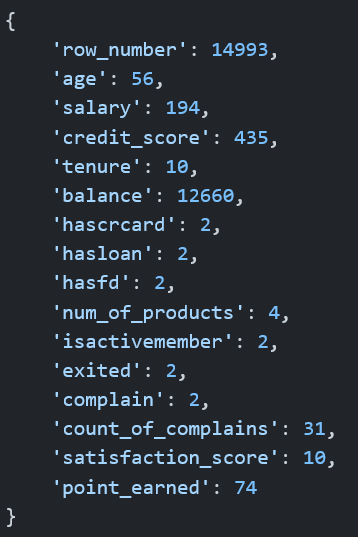 {
    'row_number': 14993,
    'age': 56,
    'salary': 194,
    'credit_score': 435,
    'tenure': 10,
    'balance': 12660,
    'hascrcard': 2,
    'hasloan': 2,
    'hasfd': 2,
    'num_of_products': 4,
    'isactivemember': 2,
    'exited': 2,
    'complain': 2,
    'count_of_complains': 31,
    'satisfaction_score': 10,
    'point_earned': 74
}